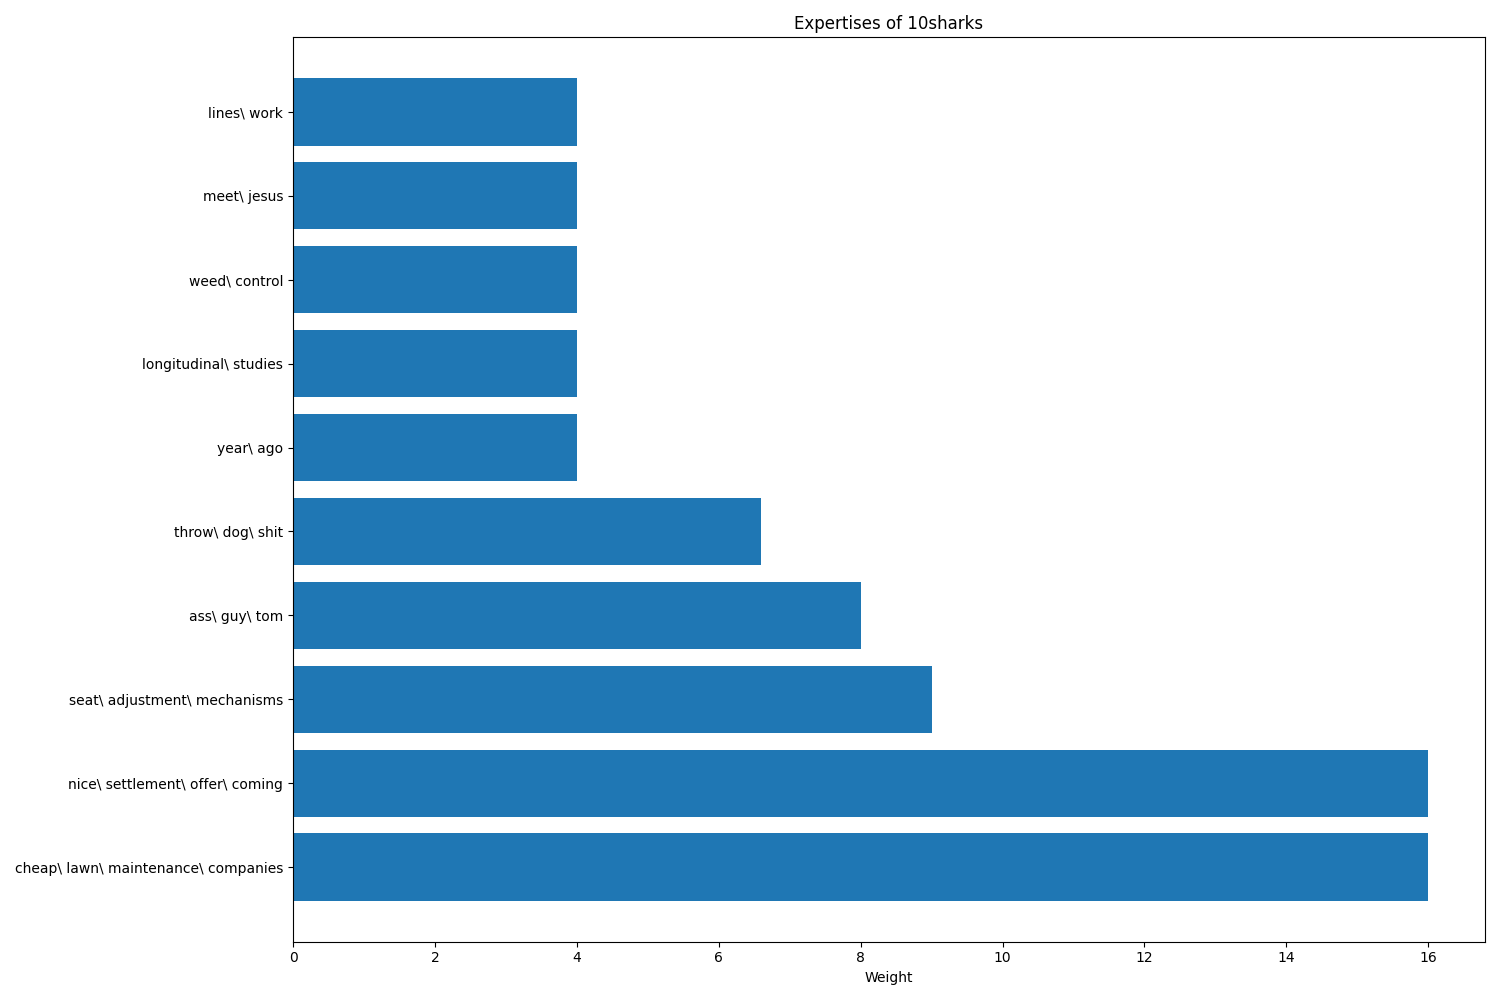 Expertises of 10sharks
lines\ work
meet\ jesus
weed\ control
longitudinal\ studies
year\ ago
throw\ dog\ shit
ass\ guy\ tom
seat\ adjustment\ mechanisms
nice\ settlement\ offer\ coming
cheap\ lawn\ maintenance\ companies
0 2 4 6 8 10 12 14 16
Weight